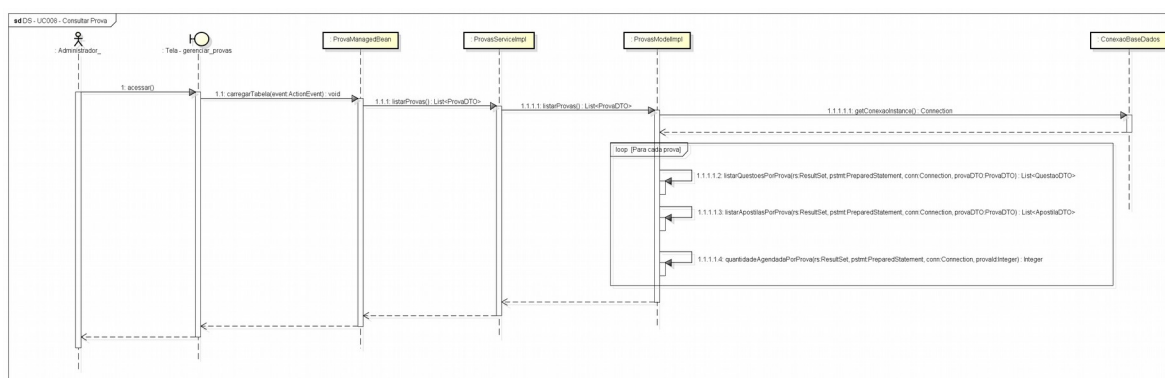 sd DS - UC008 - Consultar Prova
: Administrador_
: Tela - gerenciar_provas
: ProvaManagedBean
: ProvasServiceImpl
: ProvasModelImpl
: ConexaoBaseDados
1: acessar()
1.1: carregarTabela(event:ActionEvent) : void
1.1.1: listarProvas() : List<ProvaDTO>
1.1.1.1: listarProvas() : List<ProvaDTO>
1.1.1.1.1: getConexaoInstance() : Connection
loop [Para cada prova]
1.1.1.1.2: listarQuestoesPorProva(rs:ResultSet, pstmt:PreparedStatement, conn:Connection, provaDTO:ProvaDTO) : List<QuestaoDTO>
1.1.1.1.3: listarApostilasPorProva(rs:ResultSet, pstmt:PreparedStatement, conn:Connection, provaDTO:ProvaDTO) : List<ApostilaDTO>
1.1.1.1.4: quantidadeAgendadaPorProva(rs:ResultSet, pstmt:PreparedStatement, conn:Connection, provaId:Integer) : Integer